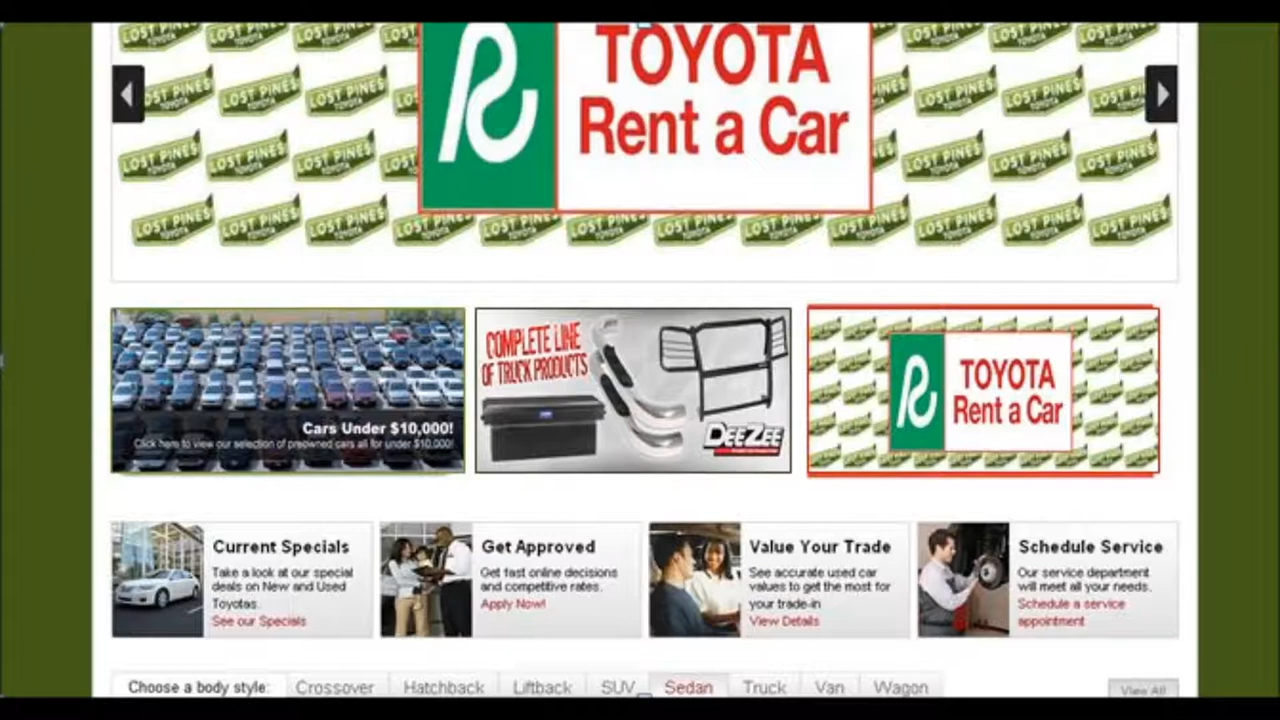 LOST PINES TOYOTA
TOYOTA
Rent a Car
COMPLETE LINE
OF TRUCK PRODUCTS
DEEZEE
Cars Under $10,000!
Click here to view our selection of preowned cars all for under $10,000!
TOYOTA
Rent a Car
Current Specials
Take a look at our special
deals on New and Used
Toyotas.
See our Specials
Get Approved
Get fast online decisions
and competitive rates.
Apply Now!
Value Your Trade
See accurate used car
values to get the most for
your trade-in
View Details
Schedule Service
Our service department
will meet all your needs.
Schedule a service
appointment
Choose a body style: Crossover Hatchback Liftback SUV Sedan Truck Van Wagon View All